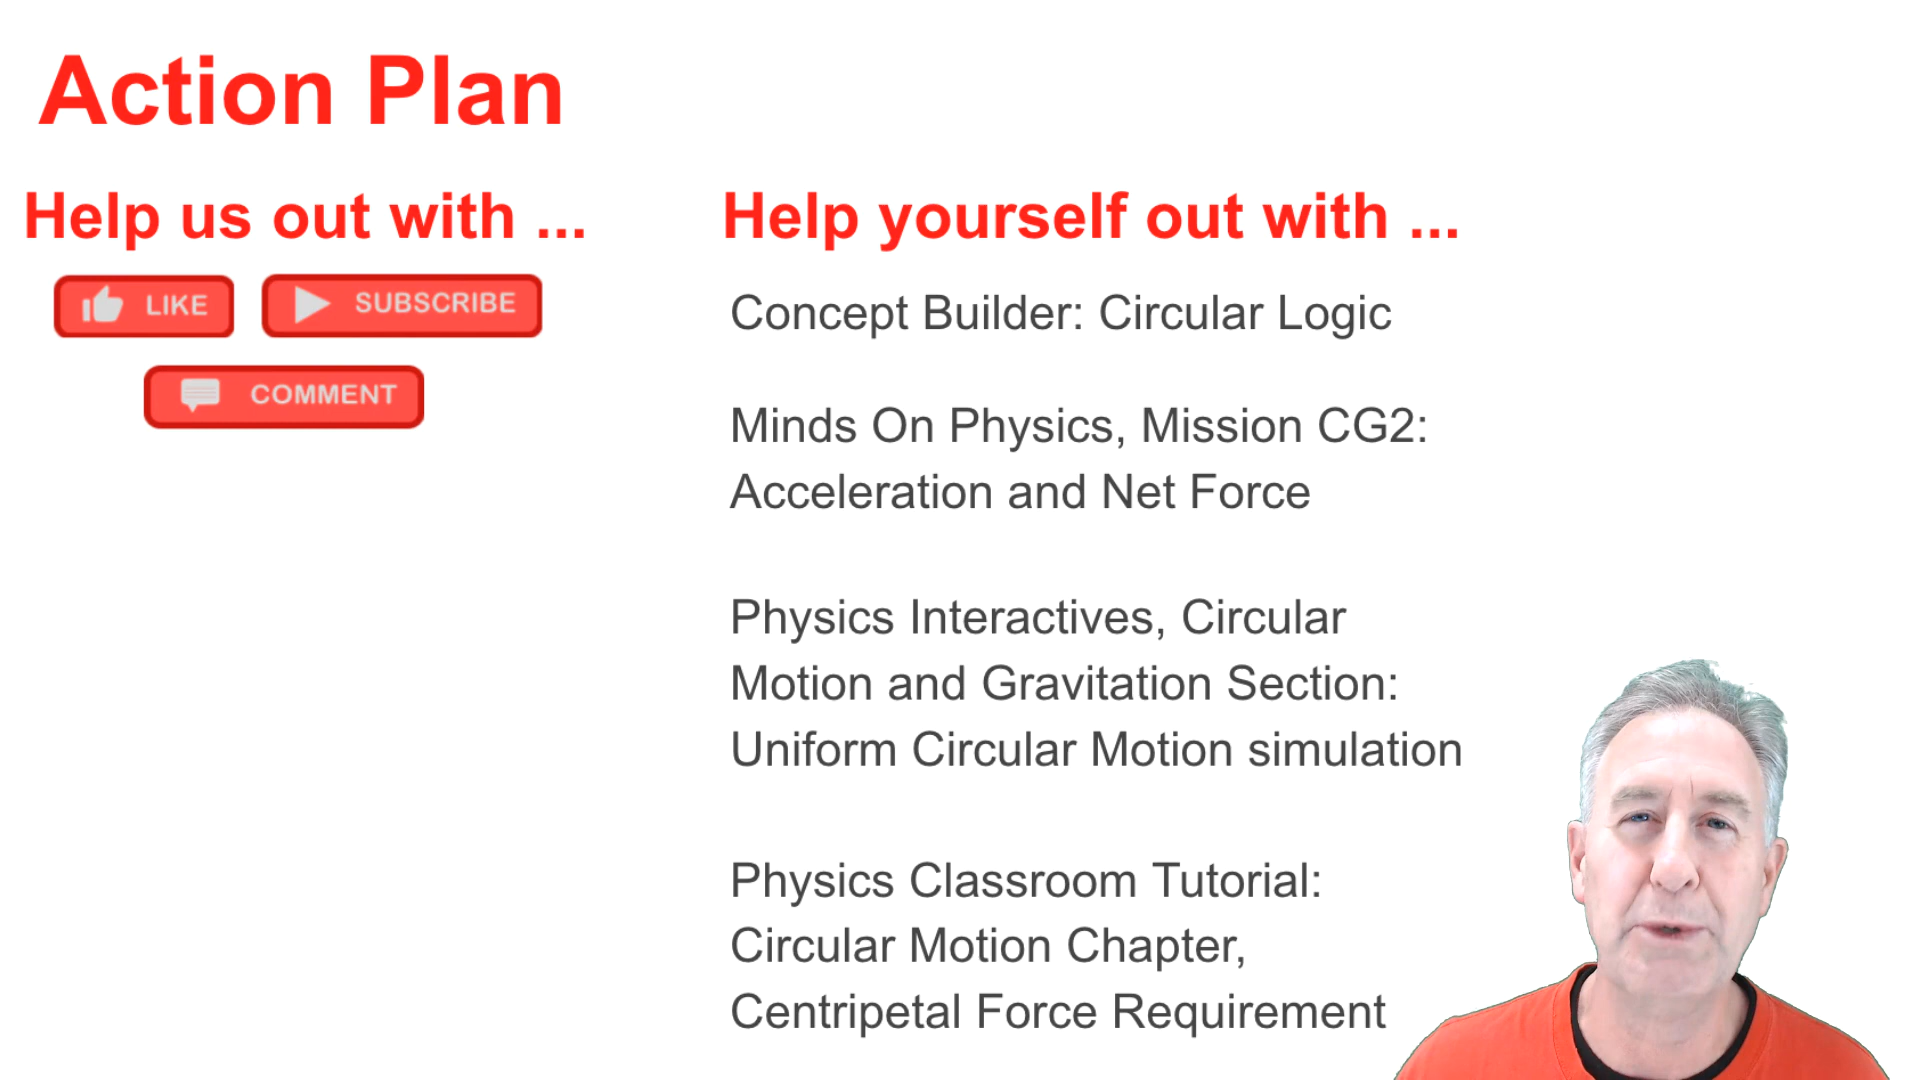 Action Plan
Help us out with ...
LIKE
SUBSCRIBE
COMMENT
Help yourself out with ...
Concept Builder: Circular Logic
Minds On Physics, Mission CG2:
Acceleration and Net Force
Physics Interactives, Circular
Motion and Gravitation Section:
Uniform Circular Motion simulation
Physics Classroom Tutorial:
Circular Motion Chapter,
Centripetal Force Requirement